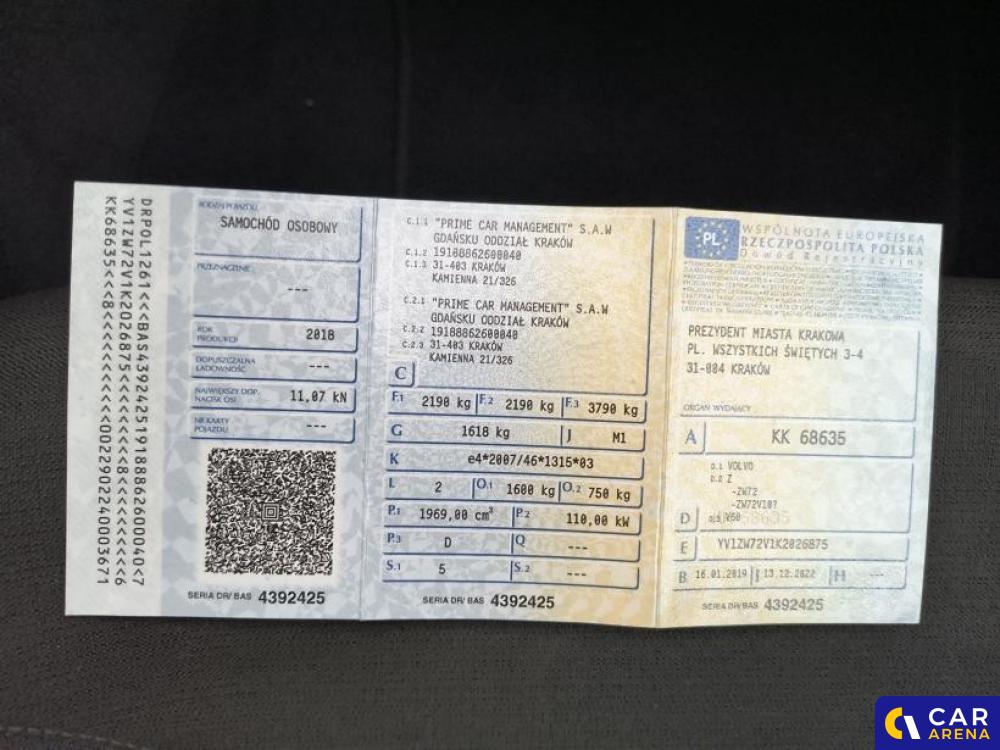 DRPOL1261<<<BAS43924251918886260004O<7
YV1ZW72V1K2026875<<<<<<<<8<<<<<<<<<<<6
KK68635<<8<<<<<<<<<<<<<00229022400003671
RODZAJ POJAZDU
SAMOCHÓD OSOBOWY
PRZEZNACZENIE
---
ROK
PRODUKCJI 2018
DOPUSZCZALNA
ŁADOWNOŚĆ ---
NAJWIĘKSZY DOP.
NACISK OSI 11,07 kN
NR KARTY
POJAZDU ---
SERIA DR/ BAS 4392425
C.1.1 "PRIME CAR MANAGEMENT" S.A.W
GDAŃSKU ODDZIAŁ KRAKÓW
C.1.2 19188862600040
C.1.3 31-403 KRAKÓW
KAMIENNA 21/326
C.2.1 "PRIME CAR MANAGEMENT" S.A.W
GDAŃSKU ODDZIAŁ KRAKÓW
C.2.2 19188862600040
C.2.3 31-403 KRAKÓW
KAMIENNA 21/326
C
F.1 2190 kg F.2 2190 kg F.3 3790 kg
G 1618 kg J M1
K e4*2007/46*1315*03
L 2 O.1 1600 kg O.2 750 kg
P.1 1969,00 cm³ P.2 110,00 kW
P.3 D Q ---
S.1 5 S.2 ---
SERIA DR/ BAS 4392425
PL
WSPÓLNOTA EUROPEJSKA
RZECZPOSPOLITA POLSKA
Dowód Rejestracyjny
PREZYDENT MIASTA KRAKOWA
PL. WSZYSTKICH ŚWIĘTYCH 3-4
31-004 KRAKÓW
ORGAN WYDAJĄCY
A KK 68635
D.1 VOLVO
D.2 Z
-ZW72
-ZW72V10?
D D.3 V60
E YV1ZW72V1K2026875
B 16.01.2019 I 13.12.2022 H ---
SERIA DR/ BAS 4392425
CAR
ARENA